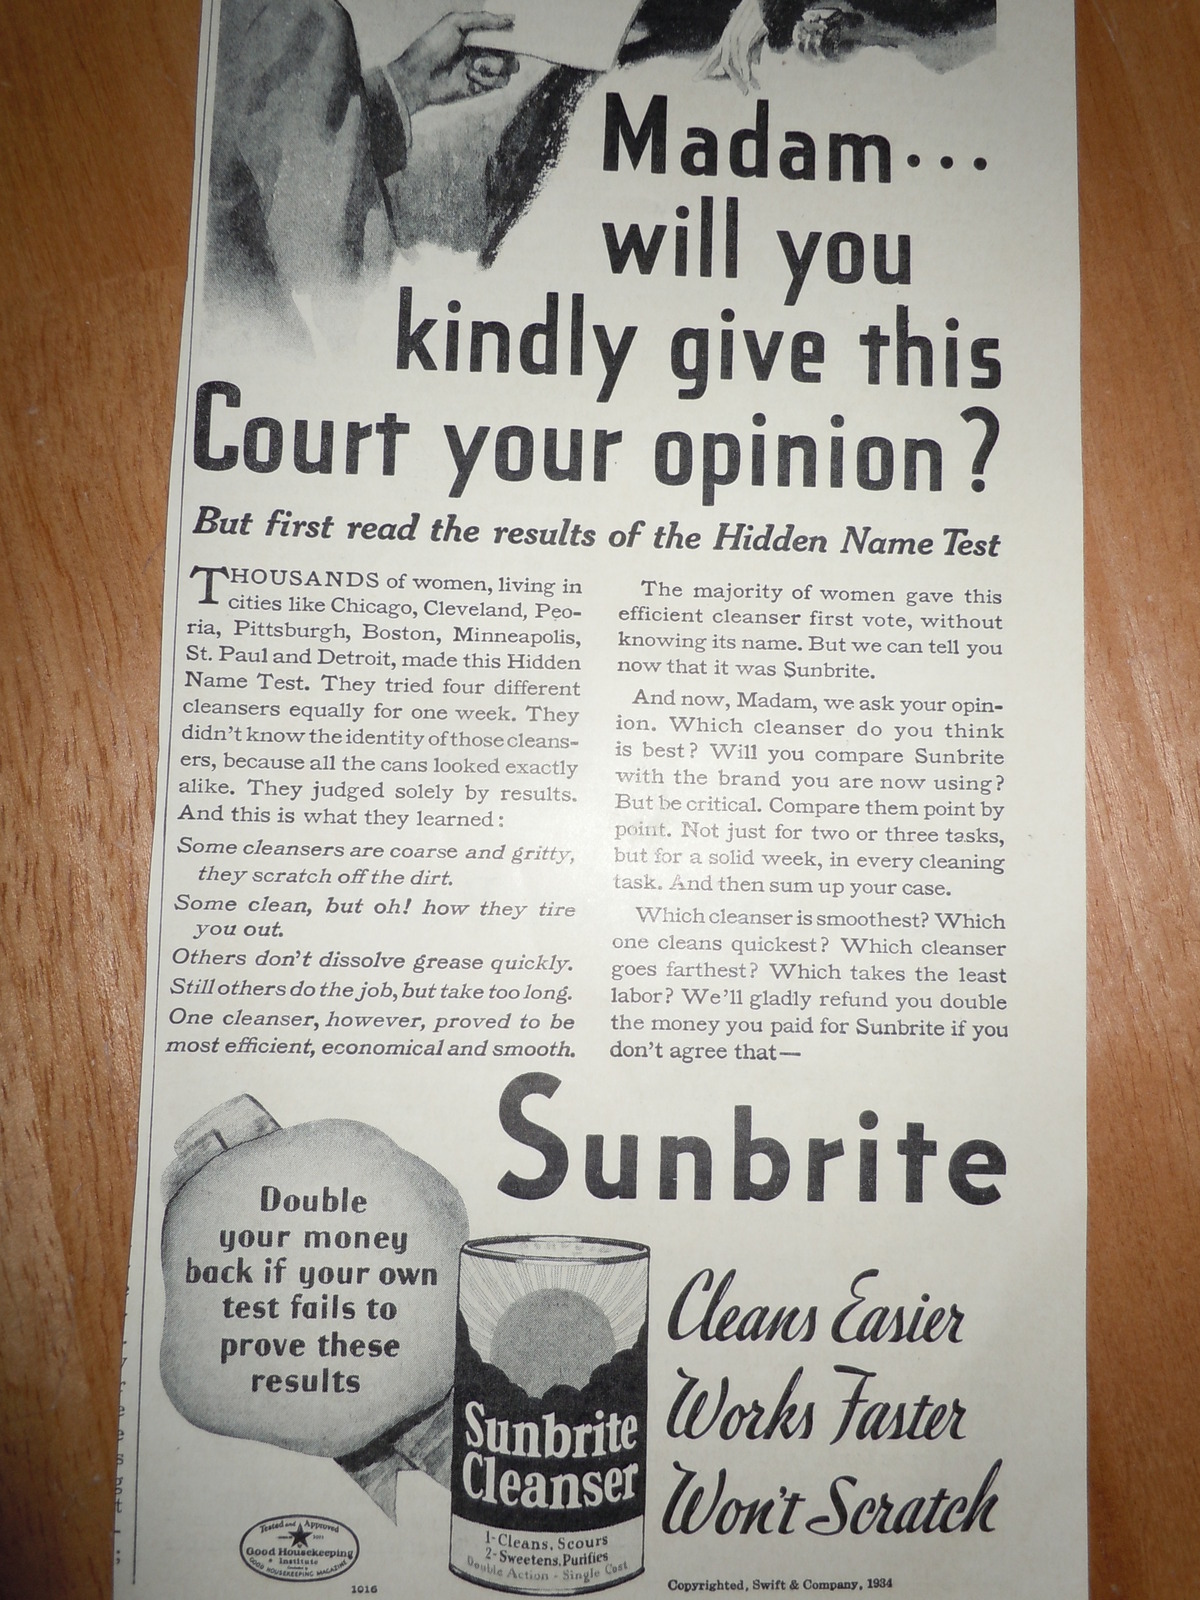 Madam...
will you
kindly give this
Court your opinion?
But first read the results of the Hidden Name Test
THOUSANDS of women, living in
cities like Chicago, Cleveland, Peo-
ria, Pittsburgh, Boston, Minneapolis,
St. Paul and Detroit, made this Hidden
Name Test. They tried four different
cleansers equally for one week. They
didn't know the identity of those cleans-
ers, because all the cans looked exactly
alike. They judged solely by results.
And this is what they learned:
Some cleansers are coarse and gritty,
they scratch off the dirt.
Some clean, but oh! how they tire
you out.
Others don't dissolve grease quickly.
Still others do the job, but take too long.
One cleanser, however, proved to be
most efficient, economical and smooth.
The majority of women gave this
efficient cleanser first vote, without
knowing its name. But we can tell you
now that it was Sunbrite.
And now, Madam, we ask your opin-
ion. Which cleanser do you think
is best? Will you compare Sunbrite
with the brand you are now using?
But be critical. Compare them point by
point. Not just for two or three tasks,
but for a solid week, in every cleaning
task. And then sum up your case.
Which cleanser is smoothest? Which
one cleans quickest? Which cleanser
goes farthest? Which takes the least
labor? We'll gladly refund you double
the money you paid for Sunbrite if you
don't agree that—
Sunbrite
Double
your money
back if your own
test fails to
prove these
results
Sunbrite
Cleanser
1-Cleans, Scours
2-Sweetens, Purifies
Double Action - Single Cost
Cleans Easier
Works Faster
Won't Scratch
Tested and Approved
Good Housekeeping
Institute
GOOD HOUSEKEEPING MAGAZINE
1016
Copyrighted, Swift & Company, 1934